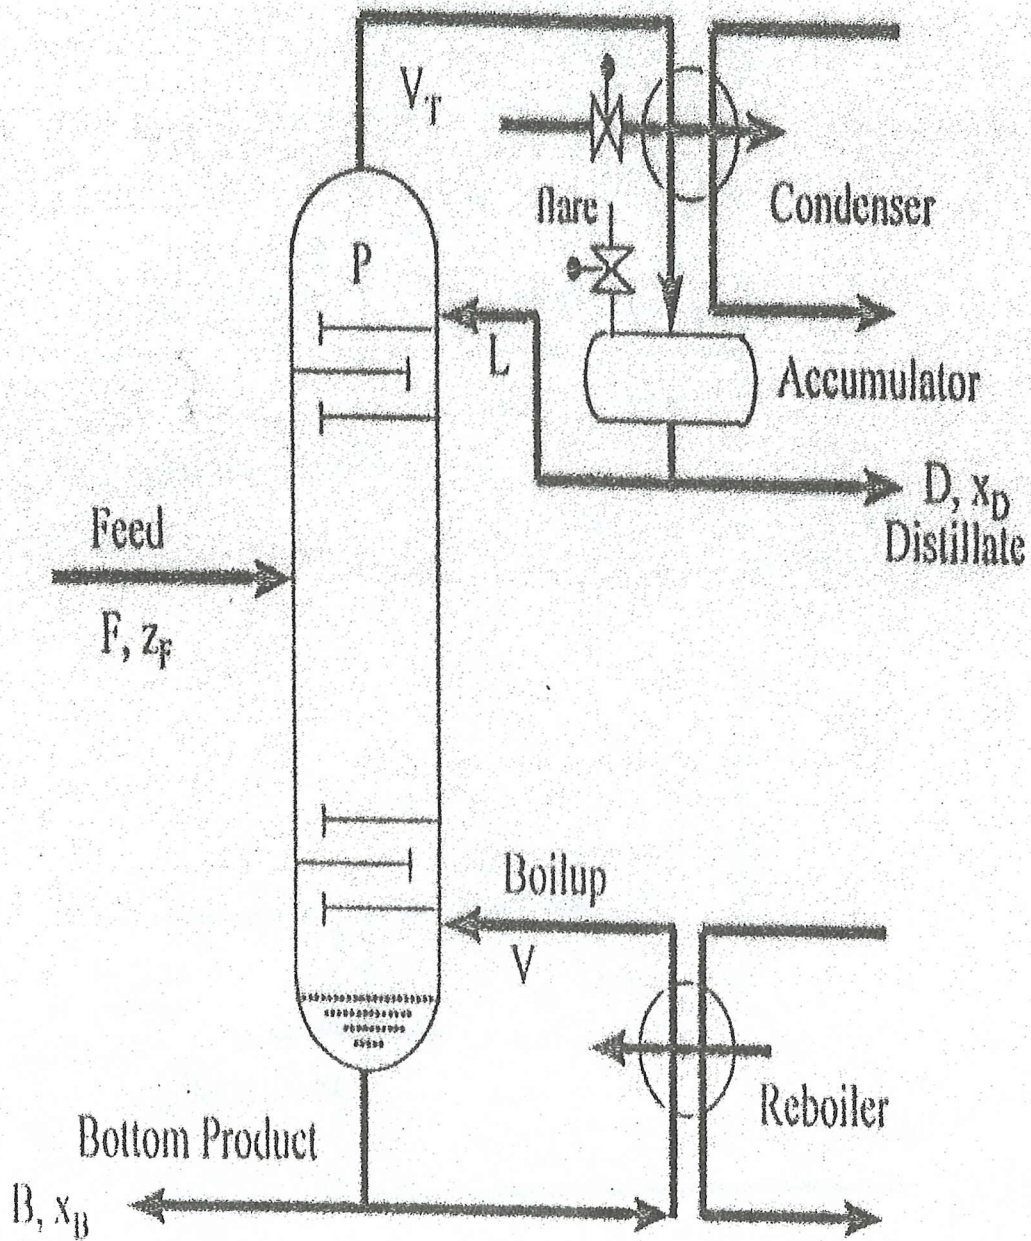 V_T
flare
Condenser
P
L
Accumulator
D, x_D
Distillate
Feed
F, z_F
Boilup
V
Reboiler
Bottom Product
B, x_B